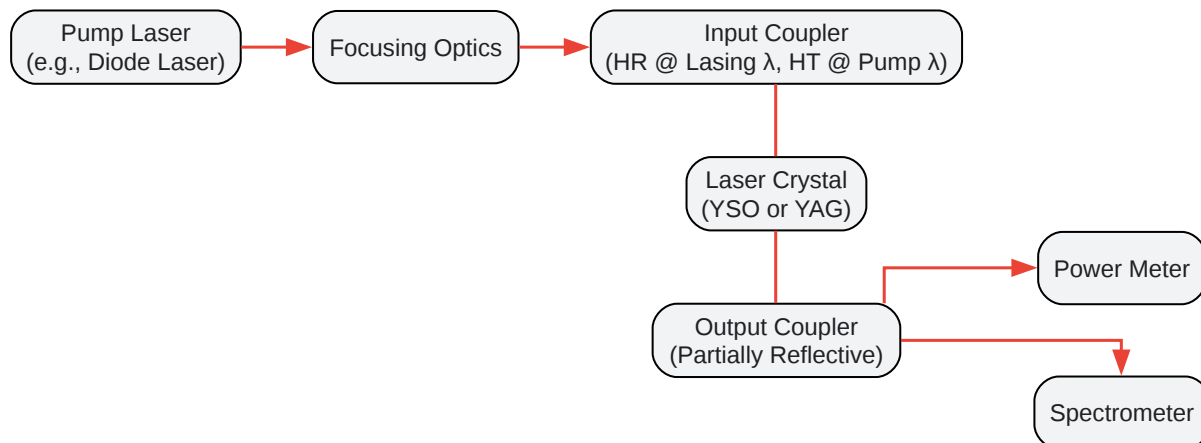 Pump Laser
(e.g., Diode Laser)
Focusing Optics
Input Coupler
(HR @ Lasing λ, HT @ Pump λ)
Laser Crystal
(YSO or YAG)
Power Meter
Output Coupler
(Partially Reflective)
Spectrometer